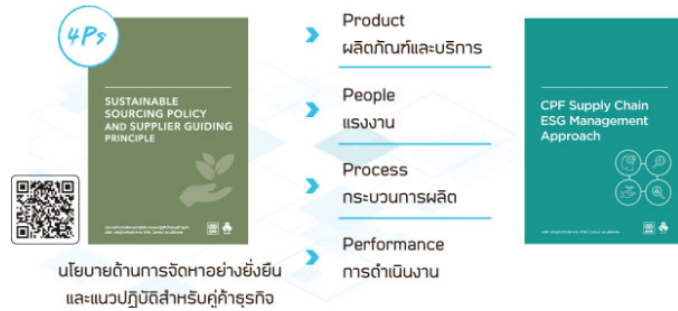 4Ps
SUSTAINABLE
SOURCING POLICY
AND SUPPLIER GUIDING
PRINCIPLE
นโยบายด้านการจัดหาอย่างยั่งยืน
และแนวปฏิบัติสำหรับคู่ค้าธุรกิจ
Product
ผลิตภัณฑ์และบริการ
People
แรงงาน
Process
กระบวนการผลิต
Performance
การดำเนินงาน
CPF Supply Chain
ESG Management
Approach